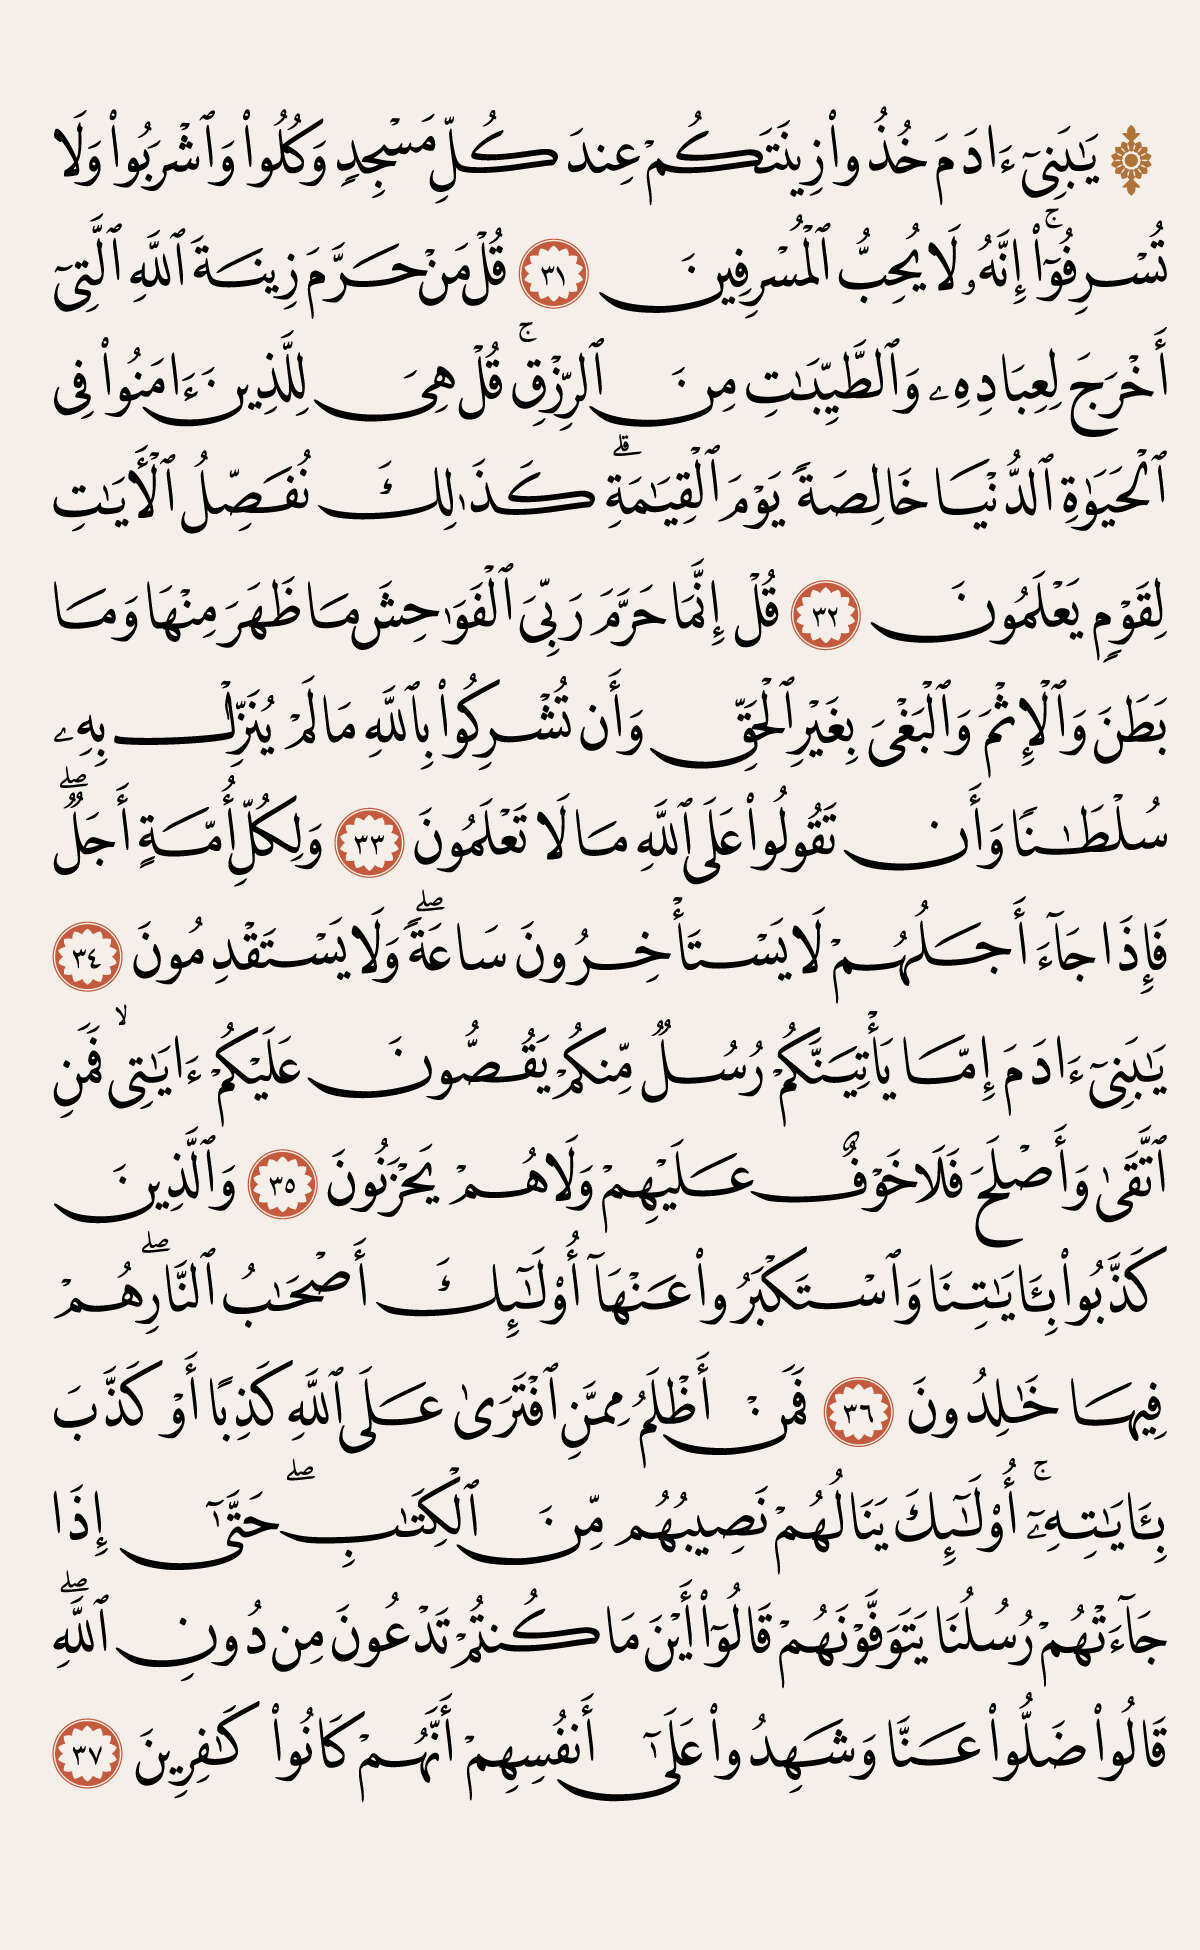 ۞ يَٰبَنِىٓ ءَادَمَ خُذُوا۟ زِينَتَكُمْ عِندَ كُلِّ مَسْجِدٍ وَكُلُوا۟ وَٱشْرَبُوا۟ وَلَا
تُسْرِفُوٓا۟ ۚ إِنَّهُۥ لَا يُحِبُّ ٱلْمُسْرِفِينَ ٣١ قُلْ مَنْ حَرَّمَ زِينَةَ ٱللَّهِ ٱلَّتِىٓ
أَخْرَجَ لِعِبَادِهِۦ وَٱلطَّيِّبَٰتِ مِنَ ٱلرِّزْقِ ۚ قُلْ هِىَ لِلَّذِينَ ءَامَنُوا۟ فِى
ٱلْحَيَوٰةِ ٱلدُّنْيَا خَالِصَةً يَوْمَ ٱلْقِيَٰمَةِ ۗ كَذَٰلِكَ نُفَصِّلُ ٱلْـَٔايَٰتِ
لِقَوْمٍ يَعْلَمُونَ ٣٢ قُلْ إِنَّمَا حَرَّمَ رَبِّىَ ٱلْفَوَٰحِشَ مَا ظَهَرَ مِنْهَا وَمَا
بَطَنَ وَٱلْإِثْمَ وَٱلْبَغْىَ بِغَيْرِ ٱلْحَقِّ وَأَن تُشْرِكُوا۟ بِٱللَّهِ مَا لَمْ يُنَزِّلْ بِهِۦ
سُلْطَٰنًا وَأَن تَقُولُوا۟ عَلَى ٱللَّهِ مَا لَا تَعْلَمُونَ ٣٣ وَلِكُلِّ أُمَّةٍ أَجَلٌ ۖ
فَإِذَا جَآءَ أَجَلُهُمْ لَا يَسْتَأْخِرُونَ سَاعَةً ۖ وَلَا يَسْتَقْدِمُونَ ٣٤
يَٰبَنِىٓ ءَادَمَ إِمَّا يَأْتِيَنَّكُمْ رُسُلٌ مِّنكُمْ يَقُصُّونَ عَلَيْكُمْ ءَايَٰتِى ۙ فَمَنِ
ٱتَّقَىٰ وَأَصْلَحَ فَلَا خَوْفٌ عَلَيْهِمْ وَلَا هُمْ يَحْزَنُونَ ٣٥ وَٱلَّذِينَ
كَذَّبُوا۟ بِـَٔايَٰتِنَا وَٱسْتَكْبَرُوا۟ عَنْهَآ أُو۟لَٰٓئِكَ أَصْحَٰبُ ٱلنَّارِ ۖ هُمْ
فِيهَا خَٰلِدُونَ ٣٦ فَمَنْ أَظْلَمُ مِمَّنِ ٱفْتَرَىٰ عَلَى ٱللَّهِ كَذِبًا أَوْ كَذَّبَ
بِـَٔايَٰتِهِۦٓ ۚ أُو۟لَٰٓئِكَ يَنَالُهُمْ نَصِيبُهُم مِّنَ ٱلْكِتَٰبِ ۖ حَتَّىٰٓ إِذَا
جَآءَتْهُمْ رُسُلُنَا يَتَوَفَّوْنَهُمْ قَالُوٓا۟ أَيْنَ مَا كُنتُمْ تَدْعُونَ مِن دُونِ ٱللَّهِ ۖ
قَالُوا۟ ضَلُّوا۟ عَنَّا وَشَهِدُوا۟ عَلَىٰٓ أَنفُسِهِمْ أَنَّهُمْ كَانُوا۟ كَٰفِرِينَ ٣٧